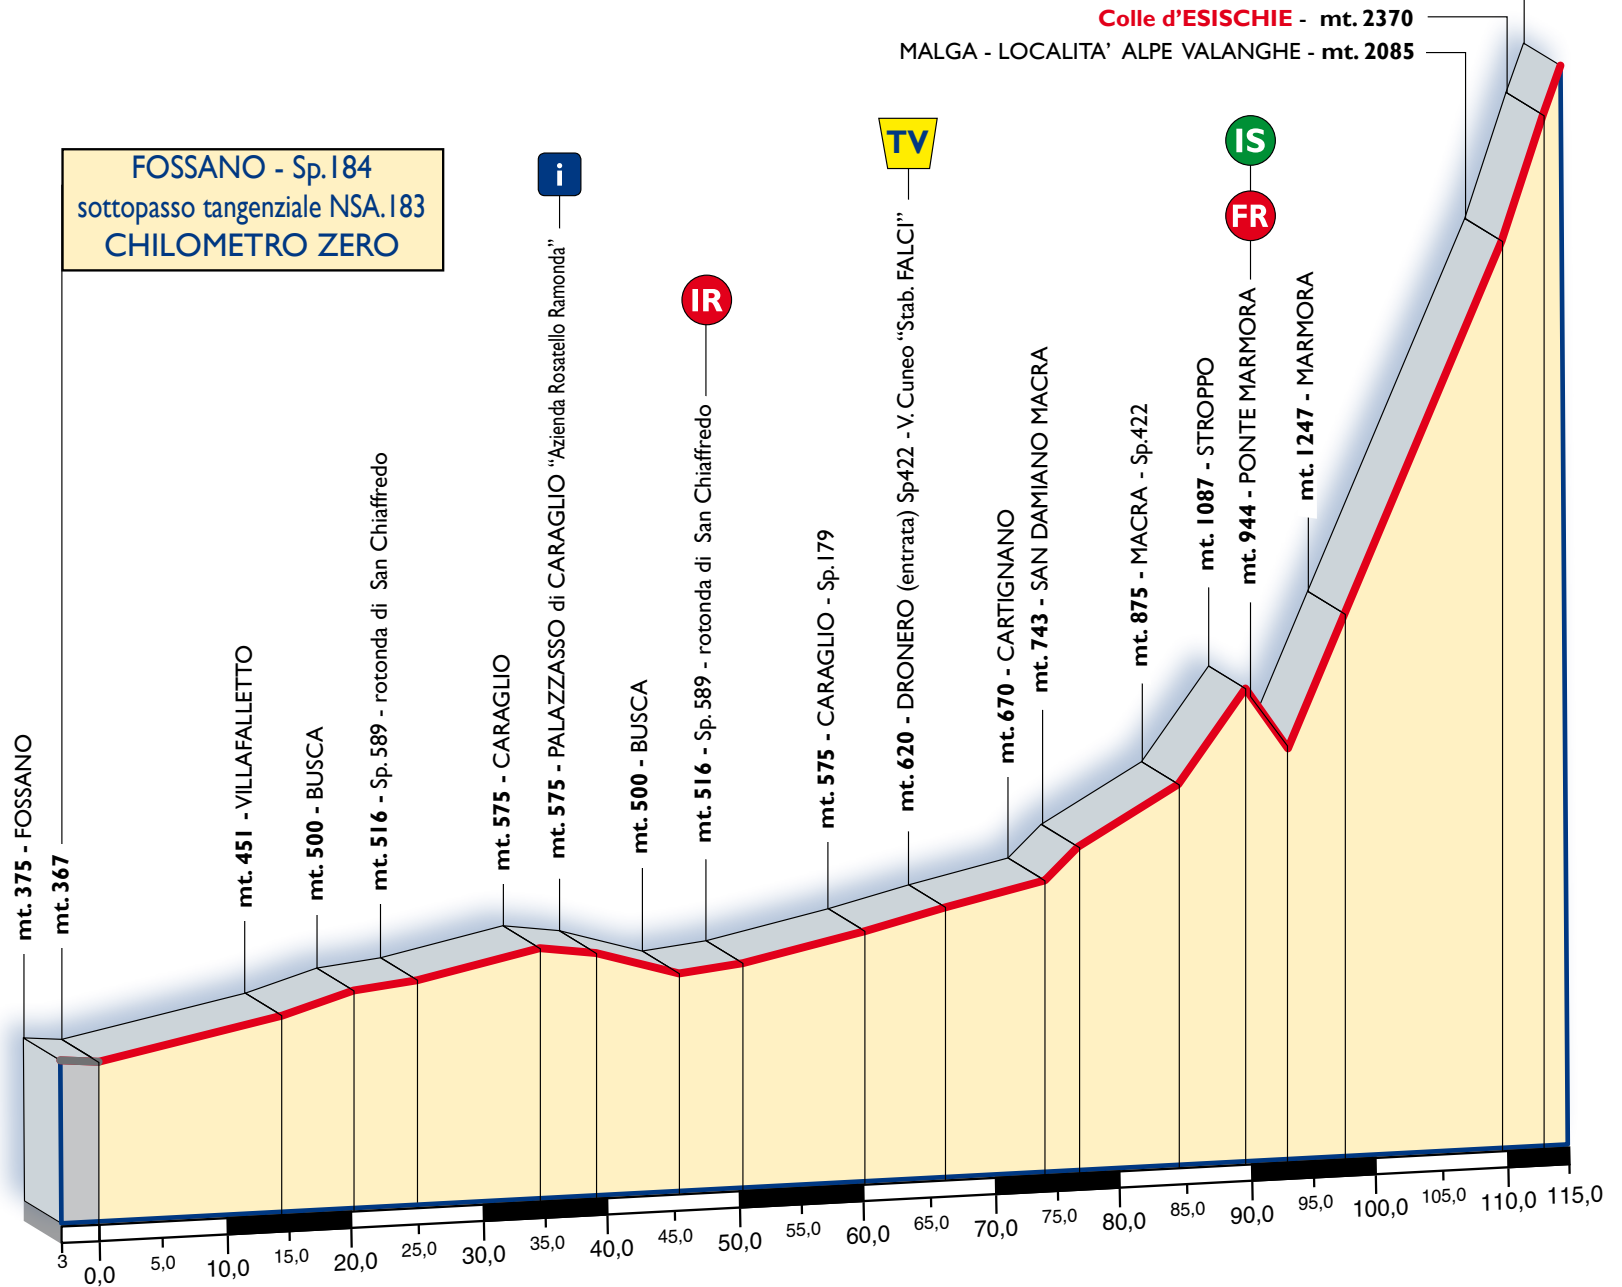 Colle d'ESISCHIE - mt. 2370
MALGA - LOCALITA' ALPE VALANGHE - mt. 2085
FOSSANO - Sp.184
sottopasso tangenziale NSA.183
CHILOMETRO ZERO
i
IR
TV
IS
FR
mt. 375 - FOSSANO
mt. 367
mt. 451 - VILLAFALLETTO
mt. 500 - BUSCA
mt. 516 - Sp. 589 - rotonda di San Chiaffredo
mt. 575 - CARAGLIO
mt. 575 - PALAZZASSO di CARAGLIO “Azienda Rosatello Ramonda”
mt. 500 - BUSCA
mt. 516 - Sp. 589 - rotonda di San Chiaffredo
mt. 575 - CARAGLIO - Sp.179
mt. 620 - DRONERO (entrata) Sp422 - V. Cuneo “Stab. FALCI”
mt. 670 - CARTIGNANO
mt. 743 - SAN DAMIANO MACRA
mt. 875 - MACRA - Sp.422
mt. 1087 - STROPPO
mt. 944 - PONTE MARMORA
mt. 1247 - MARMORA
3 0,0 5,0 10,0 15,0 20,0 25,0 30,0 35,0 40,0 45,0 50,0 55,0 60,0 65,0 70,0 75,0 80,0 85,0 90,0 95,0 100,0 105,0 110,0 115,0